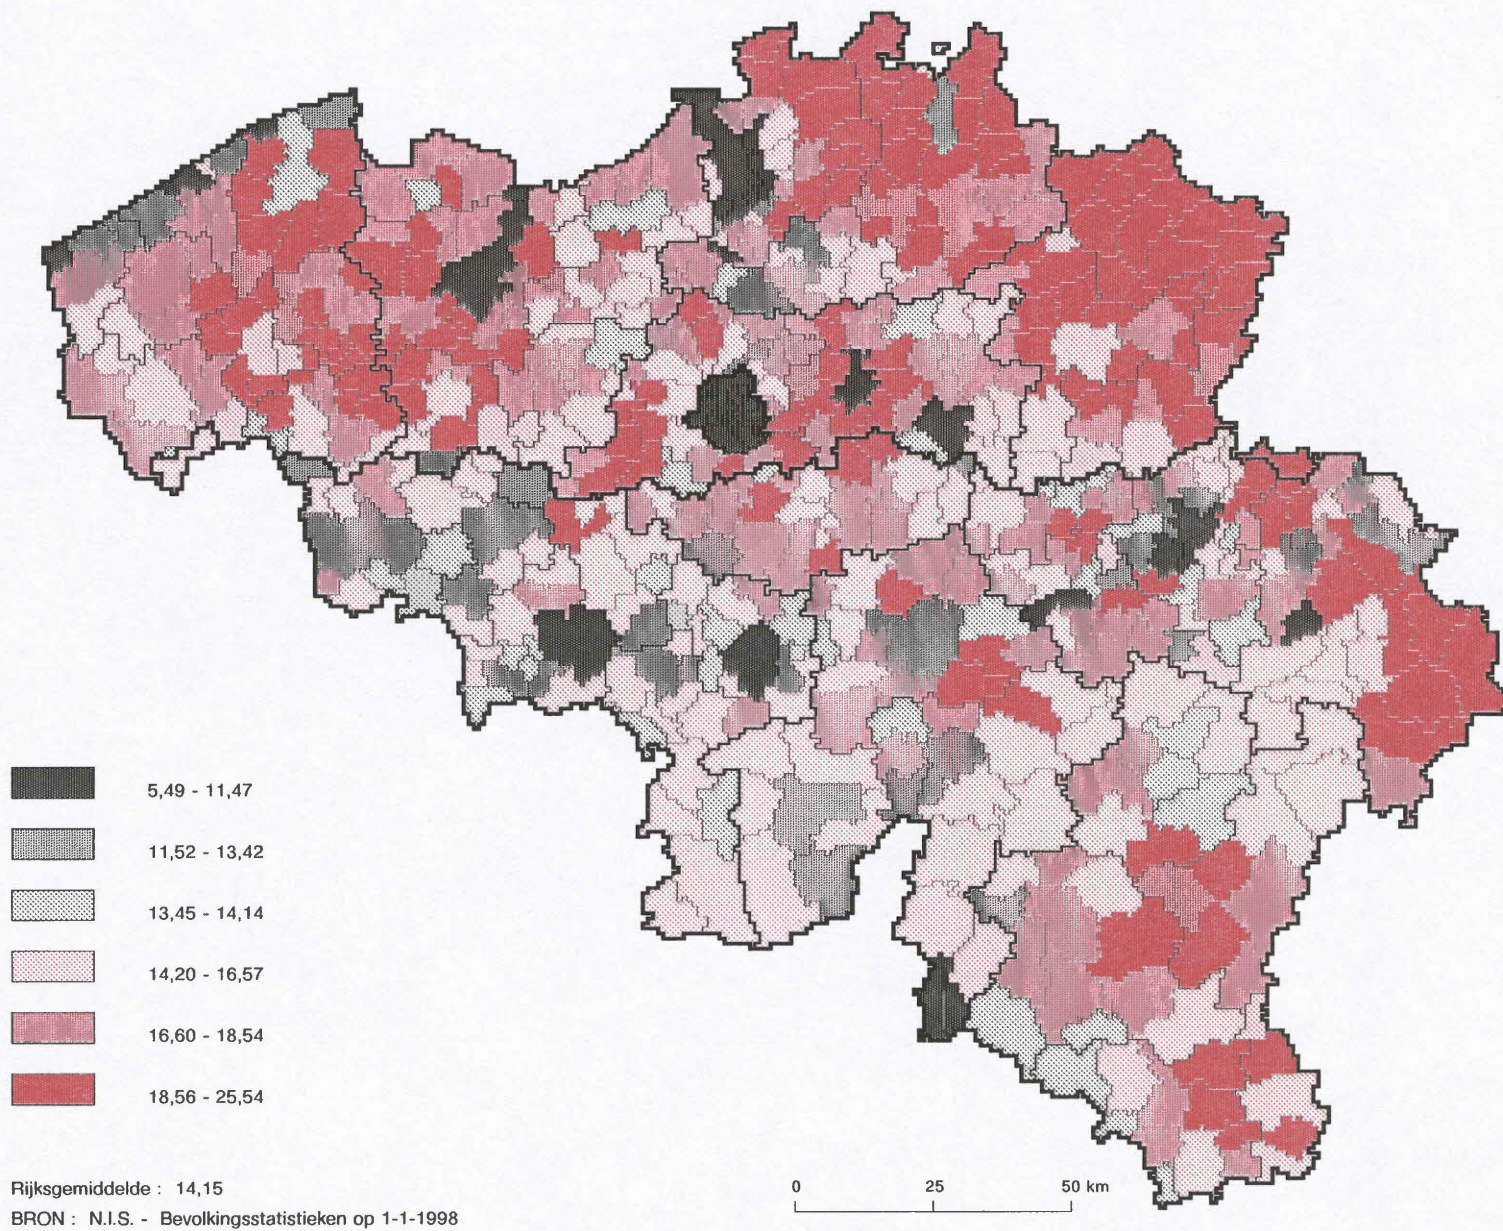 5,49 - 11,47
11,52 - 13,42
13,45 - 14,14
14,20 - 16,57
16,60 - 18,54
18,56 - 25,54
Rijksgemiddelde : 14,15
BRON : N.I.S. - Bevolkingsstatistieken op 1-1-1998
0 25 50 km